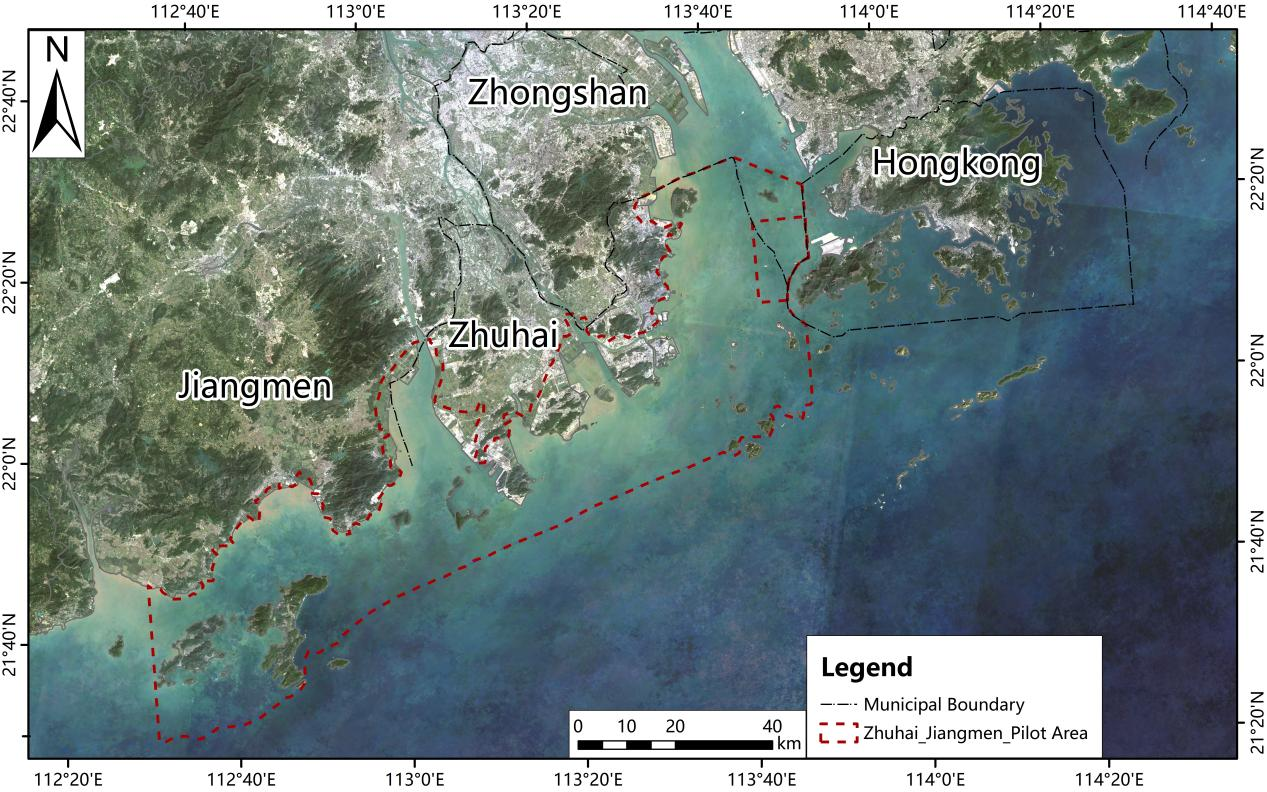 112°40'E 113°0'E 113°20'E 113°40'E 114°0'E 114°20'E 114°40'E
N
22°40'N
22°20'N
22°0'N
21°40'N
Zhongshan
Hongkong
Zhuhai
Jiangmen
22°20'N
22°0'N
21°40'N
21°20'N
Legend
Municipal Boundary
Zhuhai_Jiangmen_Pilot Area
0 10 20 40
km
112°20'E 112°40'E 113°0'E 113°20'E 113°40'E 114°0'E 114°20'E